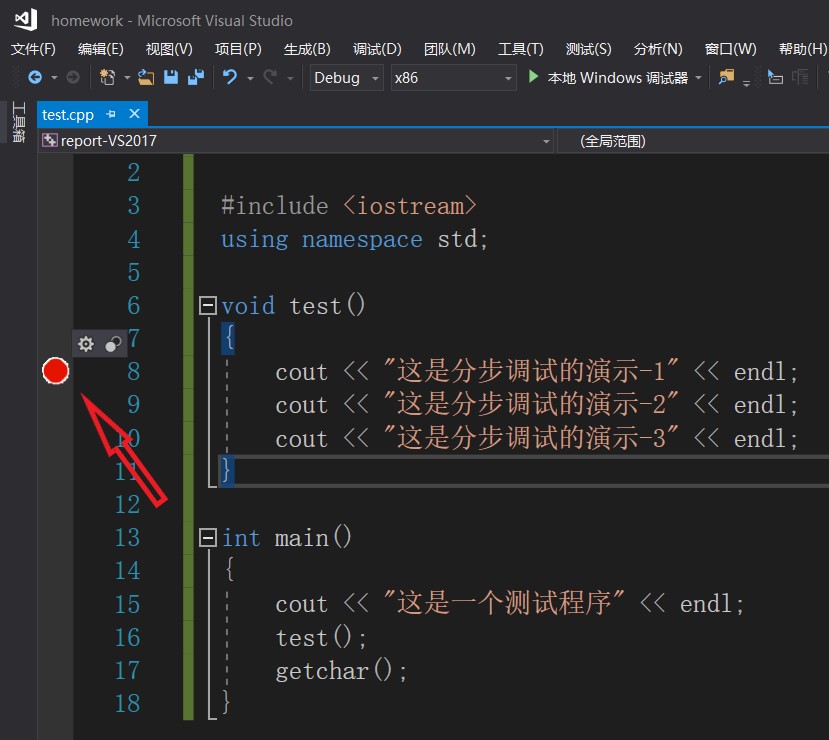 homework - Microsoft Visual Studio
文件(F) 编辑(E) 视图(V) 项目(P) 生成(B) 调试(D) 团队(M) 工具(T) 测试(S) 分析(N) 窗口(W) 帮助(H)
Debug x86 本地 Windows 调试器
工具箱
test.cpp
report-VS2017 (全局范围)
2
3 #include <iostream>
4 using namespace std;
5
6 void test()
7 {
8 cout << "这是分步调试的演示-1" << endl;
9 cout << "这是分步调试的演示-2" << endl;
10 cout << "这是分步调试的演示-3" << endl;
11 }
12
13 int main()
14 {
15 cout << "这是一个测试程序" << endl;
16 test();
17 getchar();
18 }